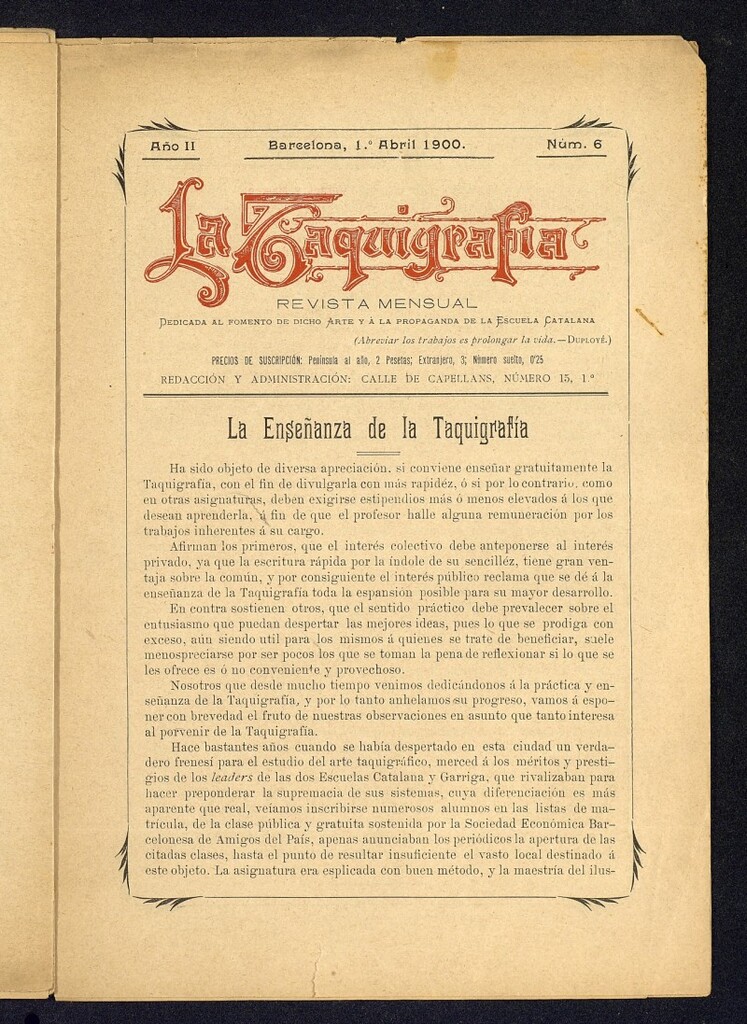 Año II
Barcelona, 1.º Abril 1900.
Núm. 6
La Taquigrafía
REVISTA MENSUAL
DEDICADA AL FOMENTO DE DICHO ARTE Y Á LA PROPAGANDA DE LA ESCUELA CATALANA
(Abreviar los trabajos es prolongar la vida.—DUPLOYÉ.)
PRECIOS DE SUSCRIPCIÓN: Península al año, 2 Pesetas; Extranjero, 3; Número suelto, 0'25
REDACCIÓN Y ADMINISTRACIÓN: CALLE DE CAPELLANS, NÚMERO 15, 1.º
La Enseñanza de la Taquigrafía
Ha sido objeto de diversa apreciación, si conviene enseñar gratuitamente la
Taquigrafía, con el fin de divulgarla con más rapidéz, ó si por lo contrario, como
en otras asignaturas, deben exigirse estipendios más ó menos elevados á los que
desean aprenderla, á fin de que el profesor halle alguna remuneración por los
trabajos inherentes á su cargo.
Afirman los primeros, que el interés colectivo debe anteponerse al interés
privado, ya que la escritura rápida por la índole de su sencilléz, tiene gran ven-
taja sobre la común, y por consiguiente el interés público reclama que se dé á la
enseñanza de la Taquigrafía toda la espansión posible para su mayor desarrollo.
En contra sostienen otros, que el sentido práctico debe prevalecer sobre el
entusiasmo que puedan despertar las mejores ideas, pues lo que se prodiga con
exceso, aún siendo util para los mismos á quienes se trate de beneficiar, suele
menospreciarse por ser pocos los que se toman la pena de reflexionar si lo que se
les ofrece es ó no conveniente y provechoso.
Nosotros que desde mucho tiempo venimos dedicándonos á la práctica y en-
señanza de la Taquigrafía, y por lo tanto anhelamos su progreso, vamos á espo-
ner con brevedad el fruto de nuestras observaciones en asunto que tanto interesa
al porvenir de la Taquigrafía.
Hace bastantes años cuando se había despertado en esta ciudad un verda-
dero frenesí para el estudio del arte taquigráfico, merced á los méritos y presti-
gios de los leaders de las dos Escuelas Catalana y Garriga, que rivalizaban para
hacer preponderar la supremacia de sus sistemas, cuya diferenciación es más
aparente que real, veíamos inscribirse numerosos alumnos en las listas de ma-
trícula, de la clase pública y gratuita sostenida por la Sociedad Económica Bar-
celonesa de Amigos del País, apenas anunciaban los periódicos la apertura de las
citadas clases, hasta el punto de resultar insuficiente el vasto local destinado á
este objeto. La asignatura era esplicada con buen método, y la maestría del ilus-